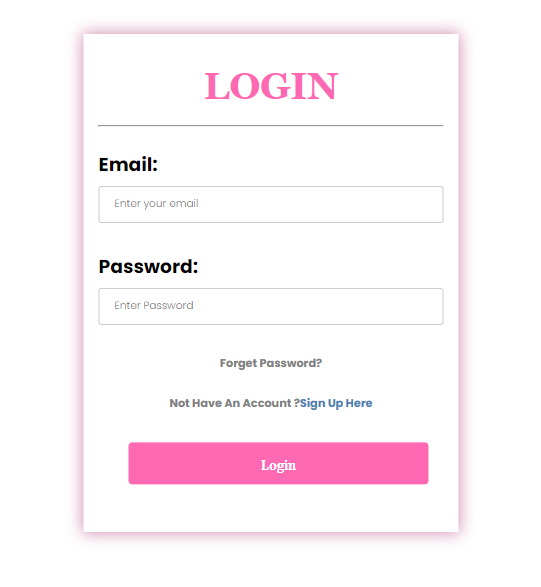 LOGIN
Email:
Enter your email
Password:
Enter Password
Forget Password?
Not Have An Account ?Sign Up Here
Login